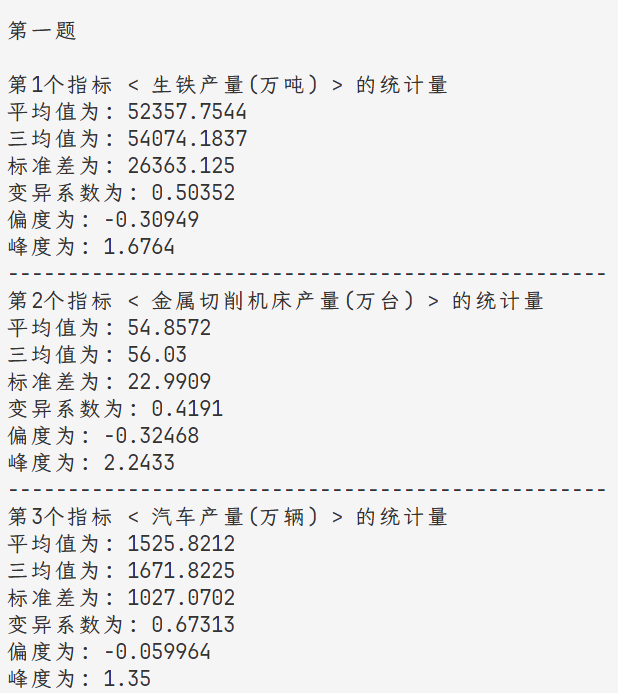 第一题
第1个指标 < 生铁产量(万吨) > 的统计量
平均值为: 52357.7544
三均值为: 54074.1837
标准差为: 26363.125
变异系数为: 0.50352
偏度为: -0.30949
峰度为: 1.6764
--------------------------------------------------
第2个指标 < 金属切削机床产量(万台) > 的统计量
平均值为: 54.8572
三均值为: 56.03
标准差为: 22.9909
变异系数为: 0.4191
偏度为: -0.32468
峰度为: 2.2433
--------------------------------------------------
第3个指标 < 汽车产量(万辆) > 的统计量
平均值为: 1525.8212
三均值为: 1671.8225
标准差为: 1027.0702
变异系数为: 0.67313
偏度为: -0.059964
峰度为: 1.35